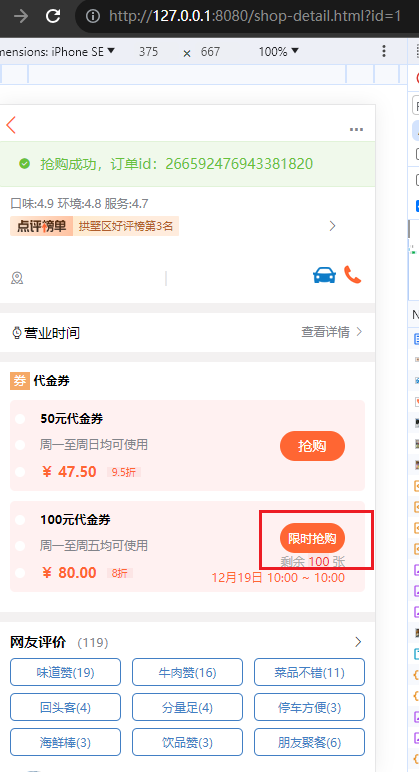 http://127.0.0.1:8080/shop-detail.html?id=1
mensions: iPhone SE 375 × 667 100%
抢购成功，订单id：266592476943381820
口味:4.9 环境:4.8 服务:4.7
点评榜单 拱墅区好评榜第3名
营业时间 查看详情
券 代金券
50元代金券
周一至周日均可使用
抢购
¥ 47.50 9.5折
100元代金券
限时抢购
周一至周五均可使用
剩余 100 张
¥ 80.00 8折
12月19日 10:00 ~ 10:00
网友评价 （119）
味道赞(19) 牛肉赞(16) 菜品不错(11)
回头客(4) 分量足(4) 停车方便(3)
海鲜棒(3) 饮品赞(3) 朋友聚餐(6)